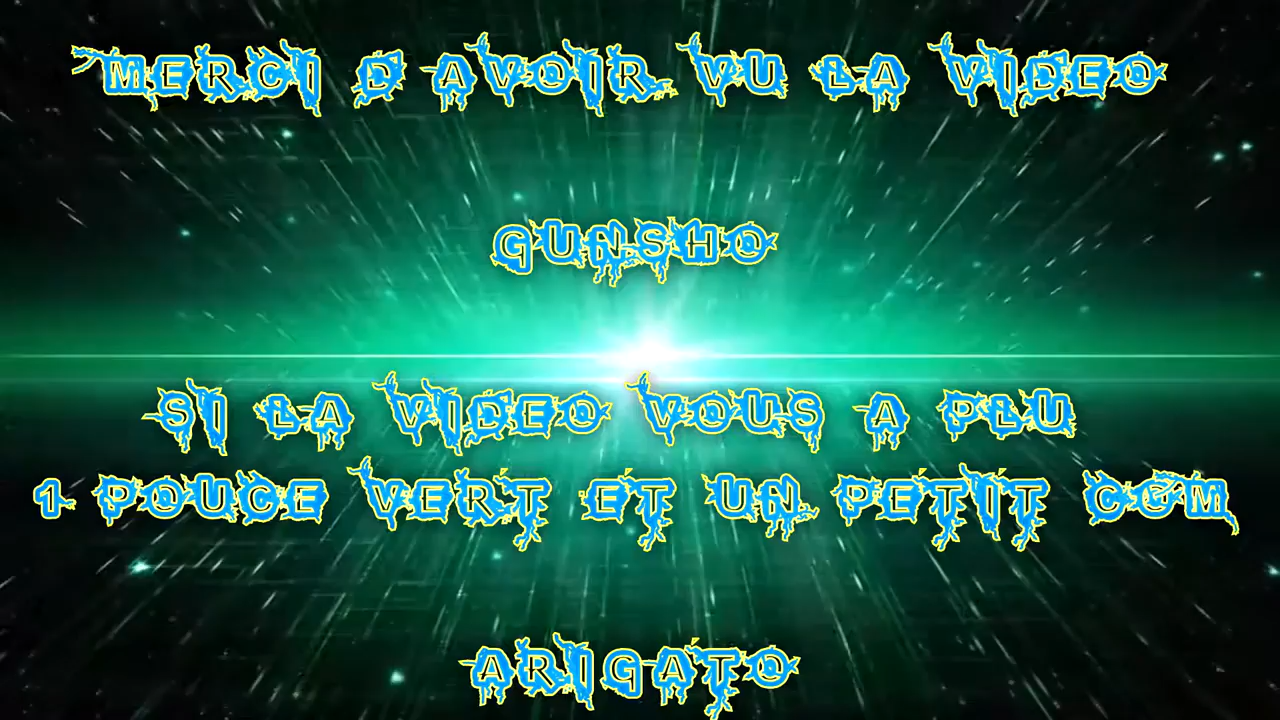 MERCI D AVOIR VU LA VIDEO
GUNSHO
SI LA VIDEO VOUS A PLU
1 POUCE VERT ET UN PETIT COM
ARIGATO